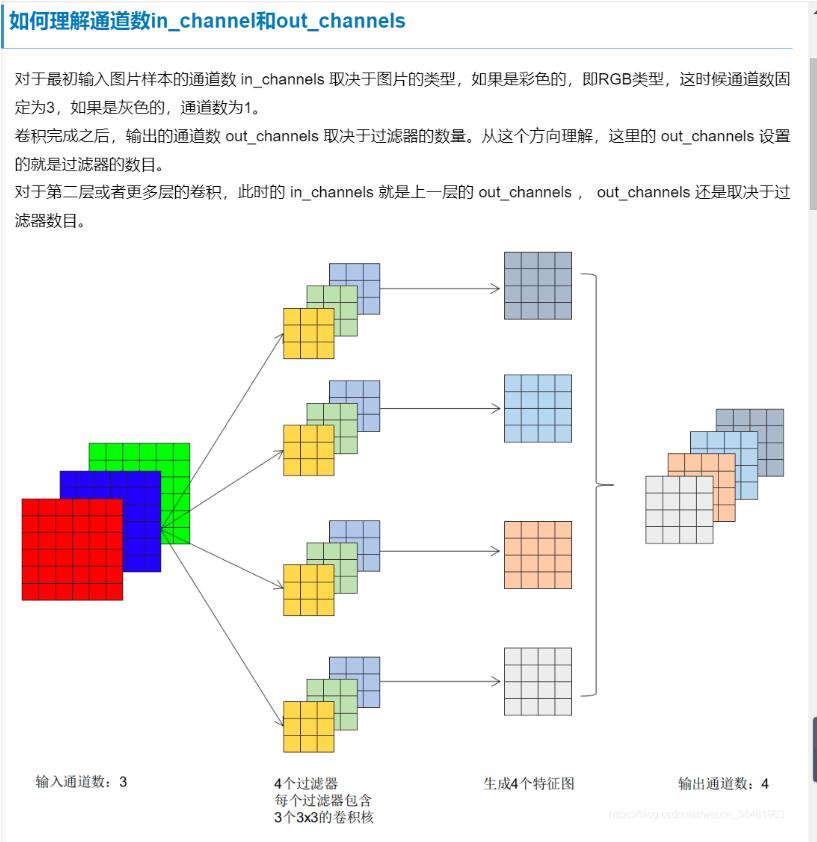 如何理解通道数in_channel和out_channels
对于最初输入图片样本的通道数 in_channels 取决于图片的类型，如果是彩色的，即RGB类型，这时候通道数固
定为3，如果是灰色的，通道数为1。
卷积完成之后，输出的通道数 out_channels 取决于过滤器的数量。从这个方向理解，这里的 out_channels 设置
的就是过滤器的数目。
对于第二层或者更多层的卷积，此时的 in_channels 就是上一层的 out_channels ， out_channels 还是取决于过
滤器数目。
输入通道数：3
4个过滤器
每个过滤器包含
3个3x3的卷积核
生成4个特征图
输出通道数：4